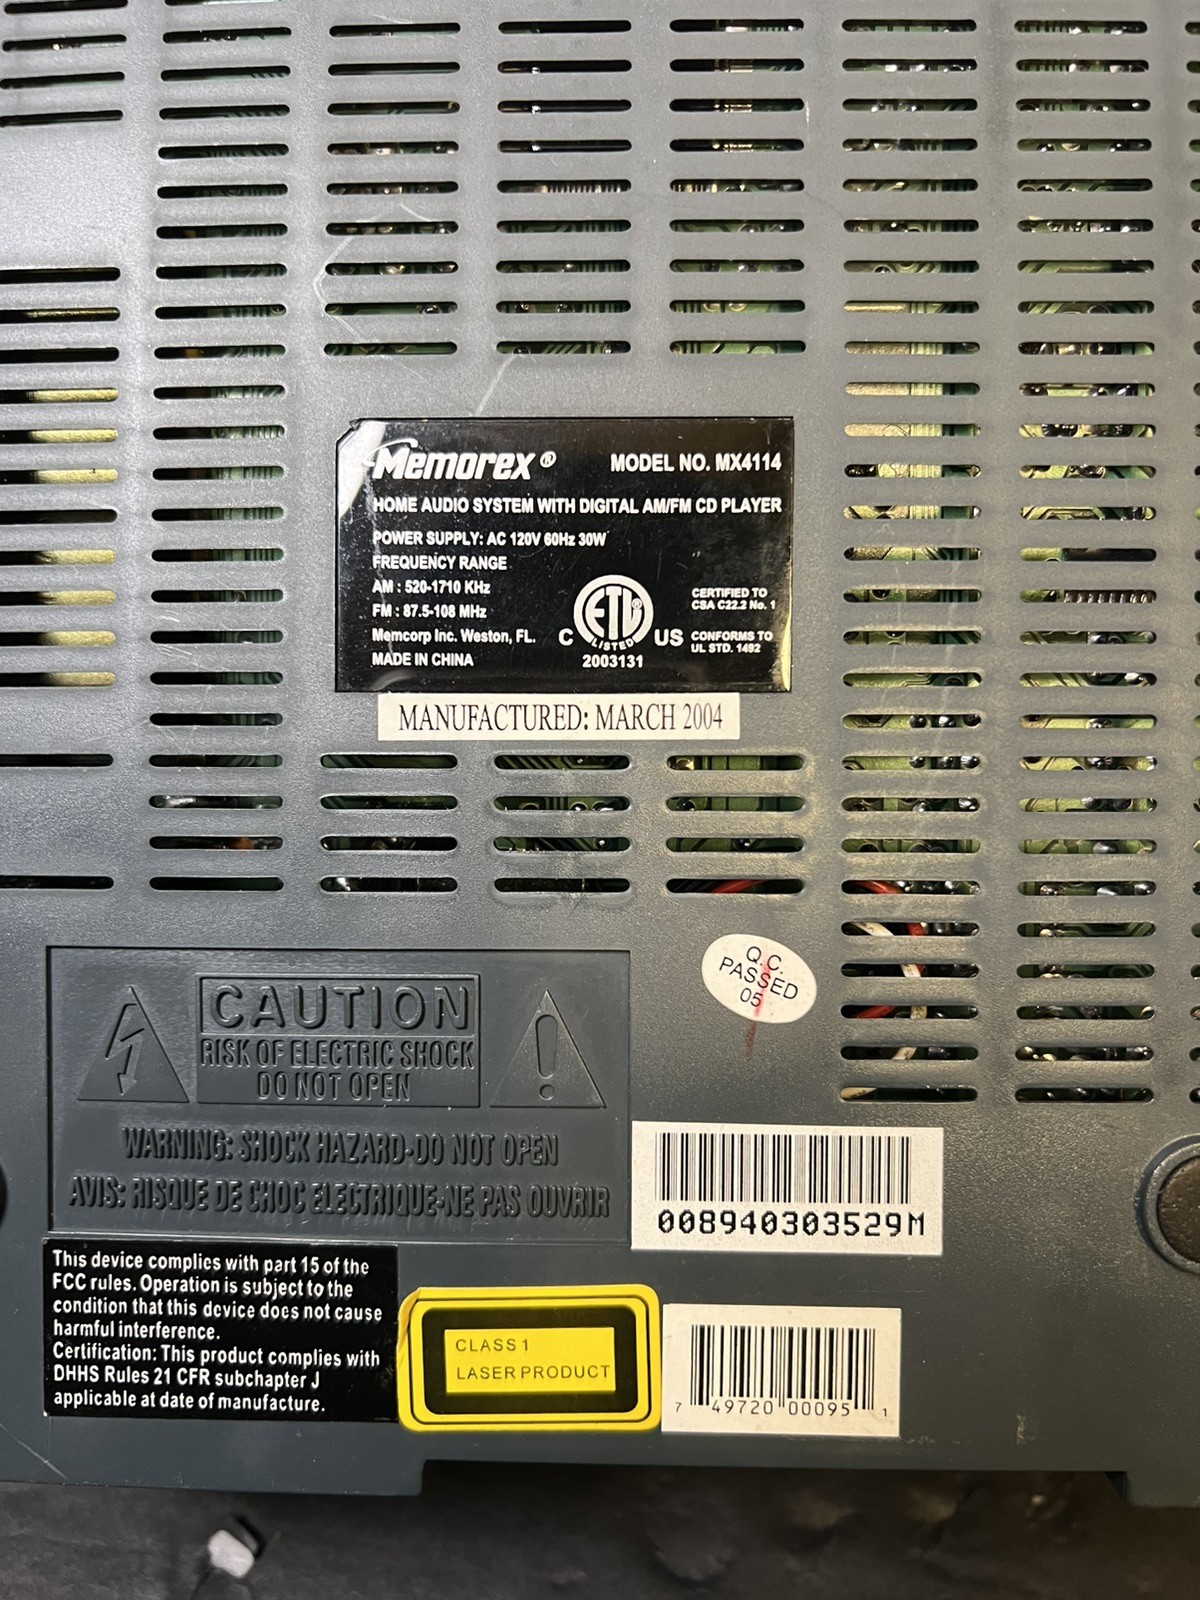 Memorex® MODEL NO. MX4114
HOME AUDIO SYSTEM WITH DIGITAL AM/FM CD PLAYER
POWER SUPPLY: AC 120V 60Hz 30W
FREQUENCY RANGE
AM : 520-1710 KHz
FM : 87.5-108 MHz
Memcorp Inc. Weston, FL.
MADE IN CHINA
C ETL® US
LISTED
2003131
CERTIFIED TO
CSA C22.2 No. 1
CONFORMS TO
UL STD. 1492
MANUFACTURED: MARCH 2004
Q.C.
PASSED
05
CAUTION
RISK OF ELECTRIC SHOCK
DO NOT OPEN
WARNING: SHOCK HAZARD-DO NOT OPEN
AVIS: RISQUE DE CHOC ELECTRIQUE-NE PAS OUVRIR
008940303529M
This device complies with part 15 of the
FCC rules. Operation is subject to the
condition that this device does not cause
harmful interference.
Certification: This product complies with
DHHS Rules 21 CFR subchapter J
applicable at date of manufacture.
CLASS 1
LASER PRODUCT
7 49720 00095 1